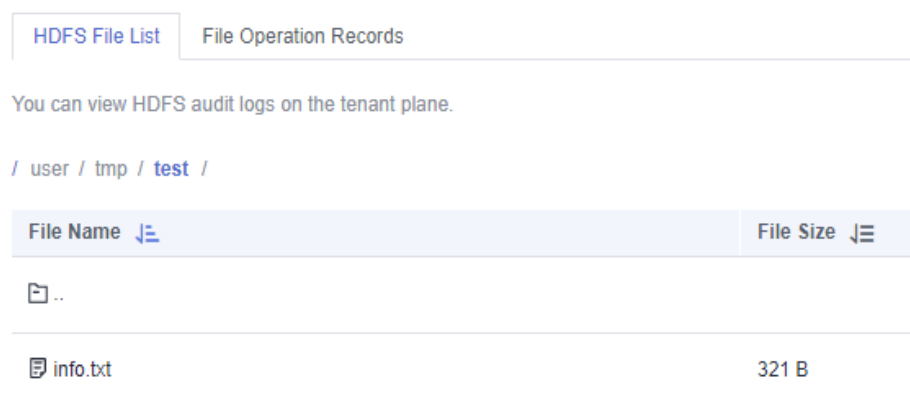 HDFS File List File Operation Records
You can view HDFS audit logs on the tenant plane.
/ user / tmp / test /
File Name File Size
..
info.txt 321 B